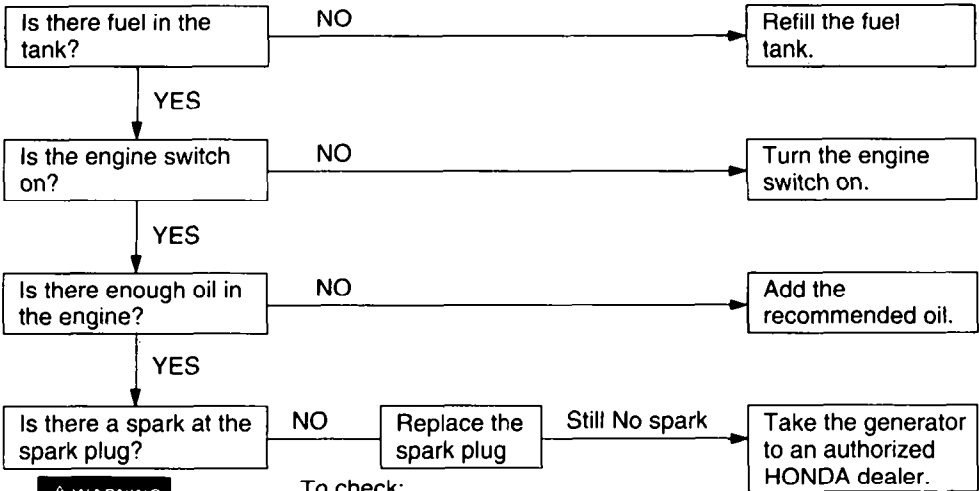 Is there fuel in the
tank?
NO
Refill the fuel
tank.
YES
Is the engine switch
on?
NO
Turn the engine
switch on.
YES
Is there enough oil in
the engine?
NO
Add the
recommended oil.
YES
Is there a spark at the
spark plug?
NO
Replace the
spark plug
Still No spark
Take the generator
to an authorized
HONDA dealer.
WARNING
To check: